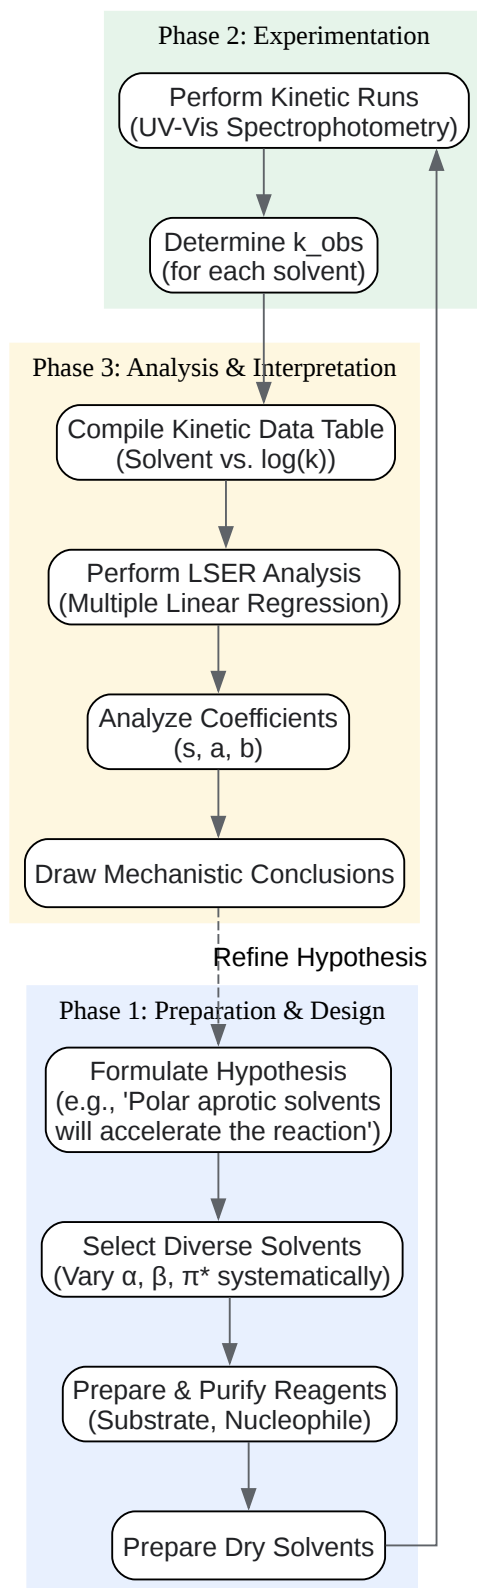 Phase 2: Experimentation
Perform Kinetic Runs
(UV-Vis Spectrophotometry)
Determine k_obs
(for each solvent)
Phase 3: Analysis & Interpretation
Compile Kinetic Data Table
(Solvent vs. log(k))
Perform LSER Analysis
(Multiple Linear Regression)
Analyze Coefficients
(s, a, b)
Draw Mechanistic Conclusions
Refine Hypothesis
Phase 1: Preparation & Design
Formulate Hypothesis
(e.g., 'Polar aprotic solvents
will accelerate the reaction')
Select Diverse Solvents
(Vary α, β, π* systematically)
Prepare & Purify Reagents
(Substrate, Nucleophile)
Prepare Dry Solvents